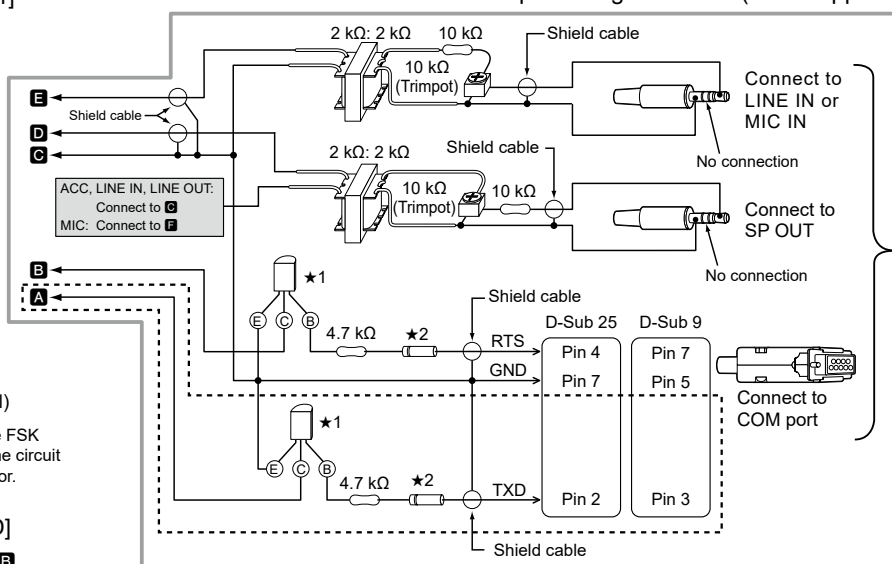 2 kΩ: 2 kΩ
10 kΩ
Shield cable
10 kΩ
(Trimpot)
Connect to
LINE IN or
MIC IN
No connection
E
Shield cable
D
C
2 kΩ: 2 kΩ
Shield cable
10 kΩ
(Trimpot)
10 kΩ
Connect to
SP OUT
No connection
ACC, LINE IN, LINE OUT:
Connect to C
MIC: Connect to F
B
A
★1
E C B
4.7 kΩ
★2
Shield cable
RTS
GND
D-Sub 25
D-Sub 9
Pin 4
Pin 7
Pin 7
Pin 5
Connect to
COM port
★1
E C B
4.7 kΩ
★2
TXD
Pin 2
Pin 3
Shield cable
FSK
circuit
B